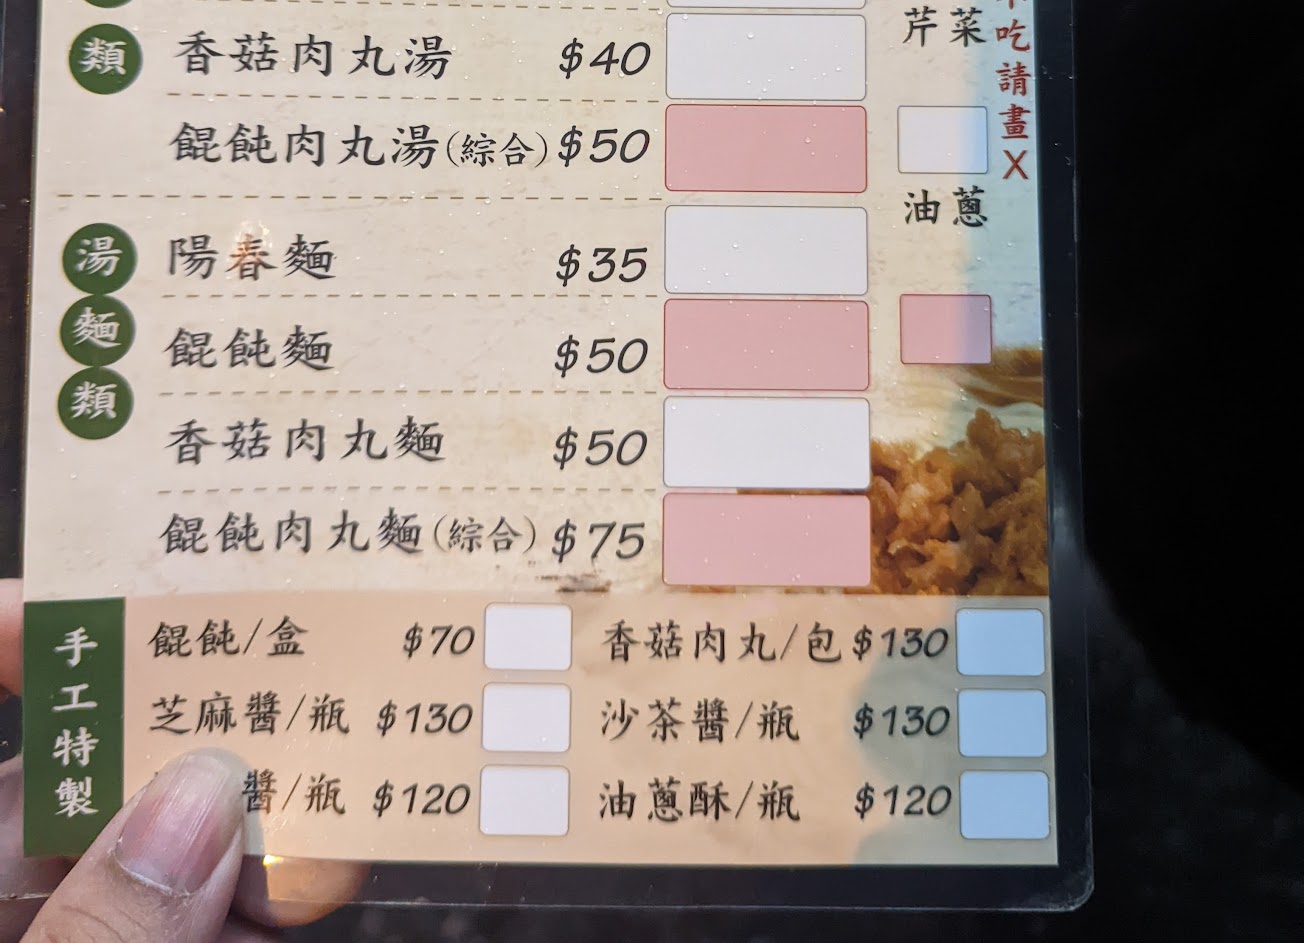 類
香菇肉丸湯 $40
餛飩肉丸湯(綜合) $50
湯麵類
陽春麵 $35
餛飩麵 $50
香菇肉丸麵 $50
餛飩肉丸麵(綜合) $75
芹菜
油蔥
吃請畫X
手工特製
餛飩/盒 $70 香菇肉丸/包 $130
芝麻醬/瓶 $130 沙茶醬/瓶 $130
醬/瓶 $120 油蔥酥/瓶 $120